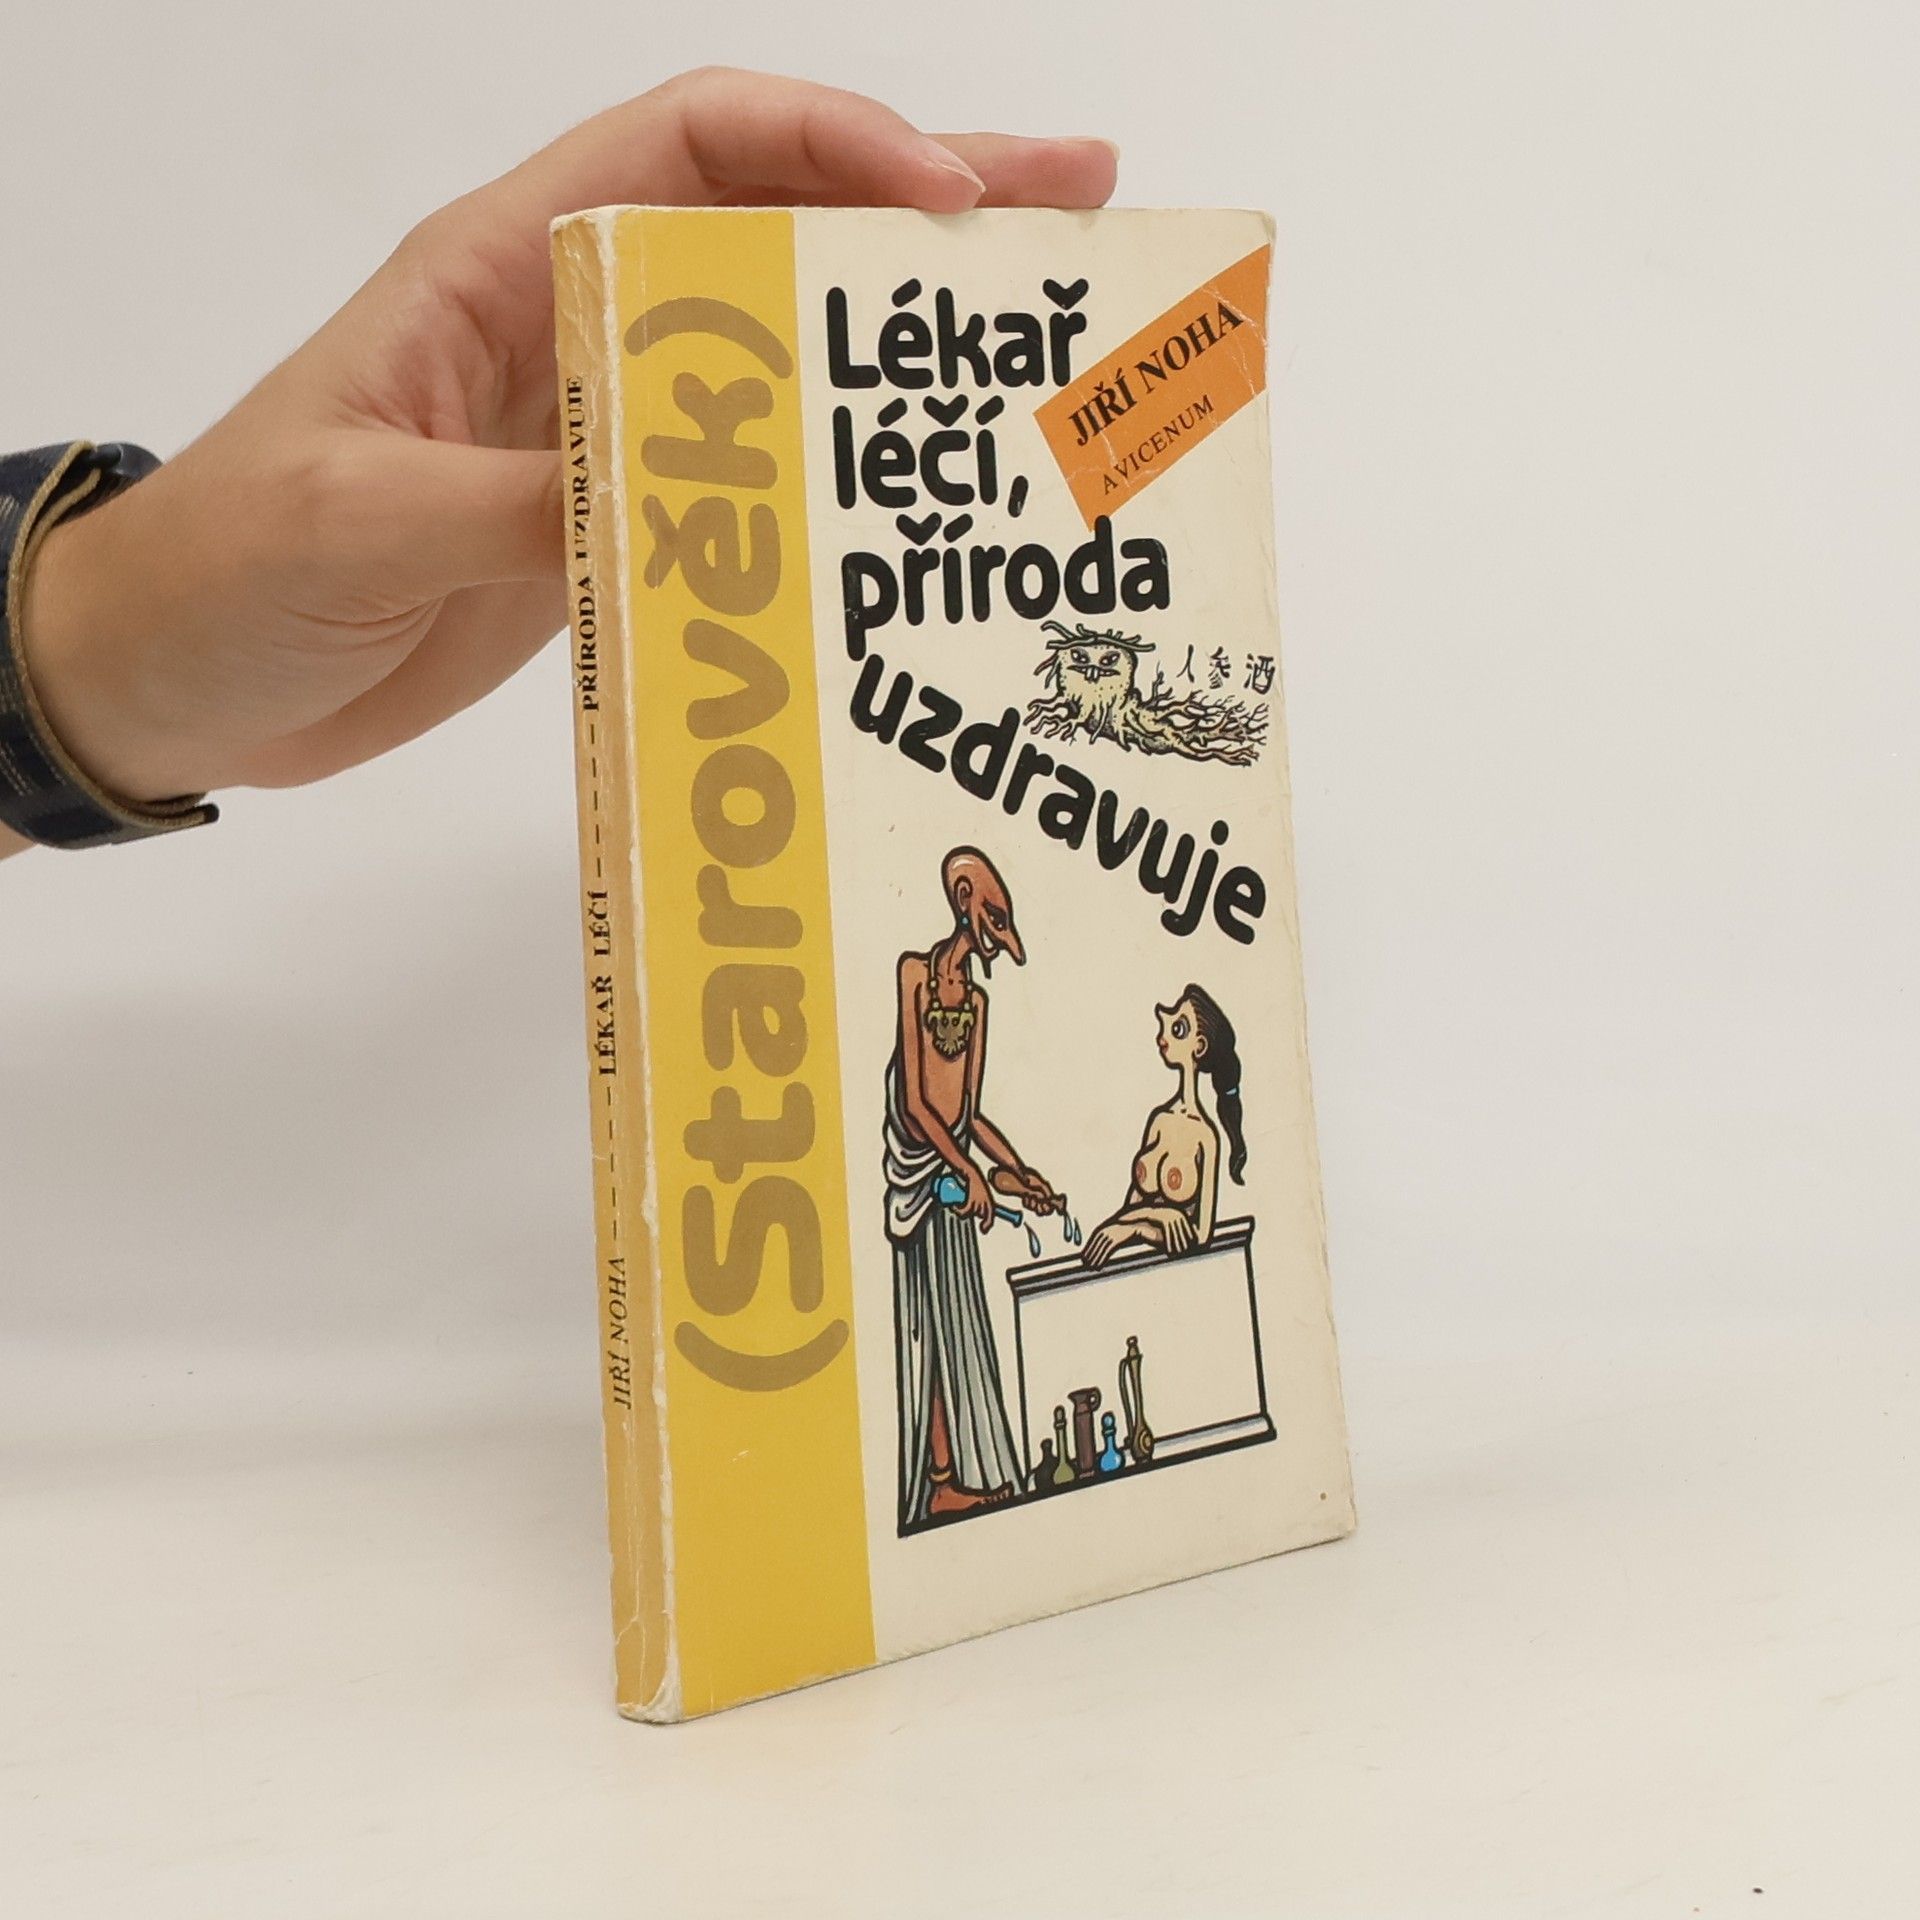 JIŘÍ NOHA – – – – – LÉKAŘ LÉČÍ – – – – – PŘÍRODA UZDRAVUJE
(Starověk)
Lékař
léčí,
příroda
uzdravuje
JIŘÍ NOHA
AVICENUM
人参酒